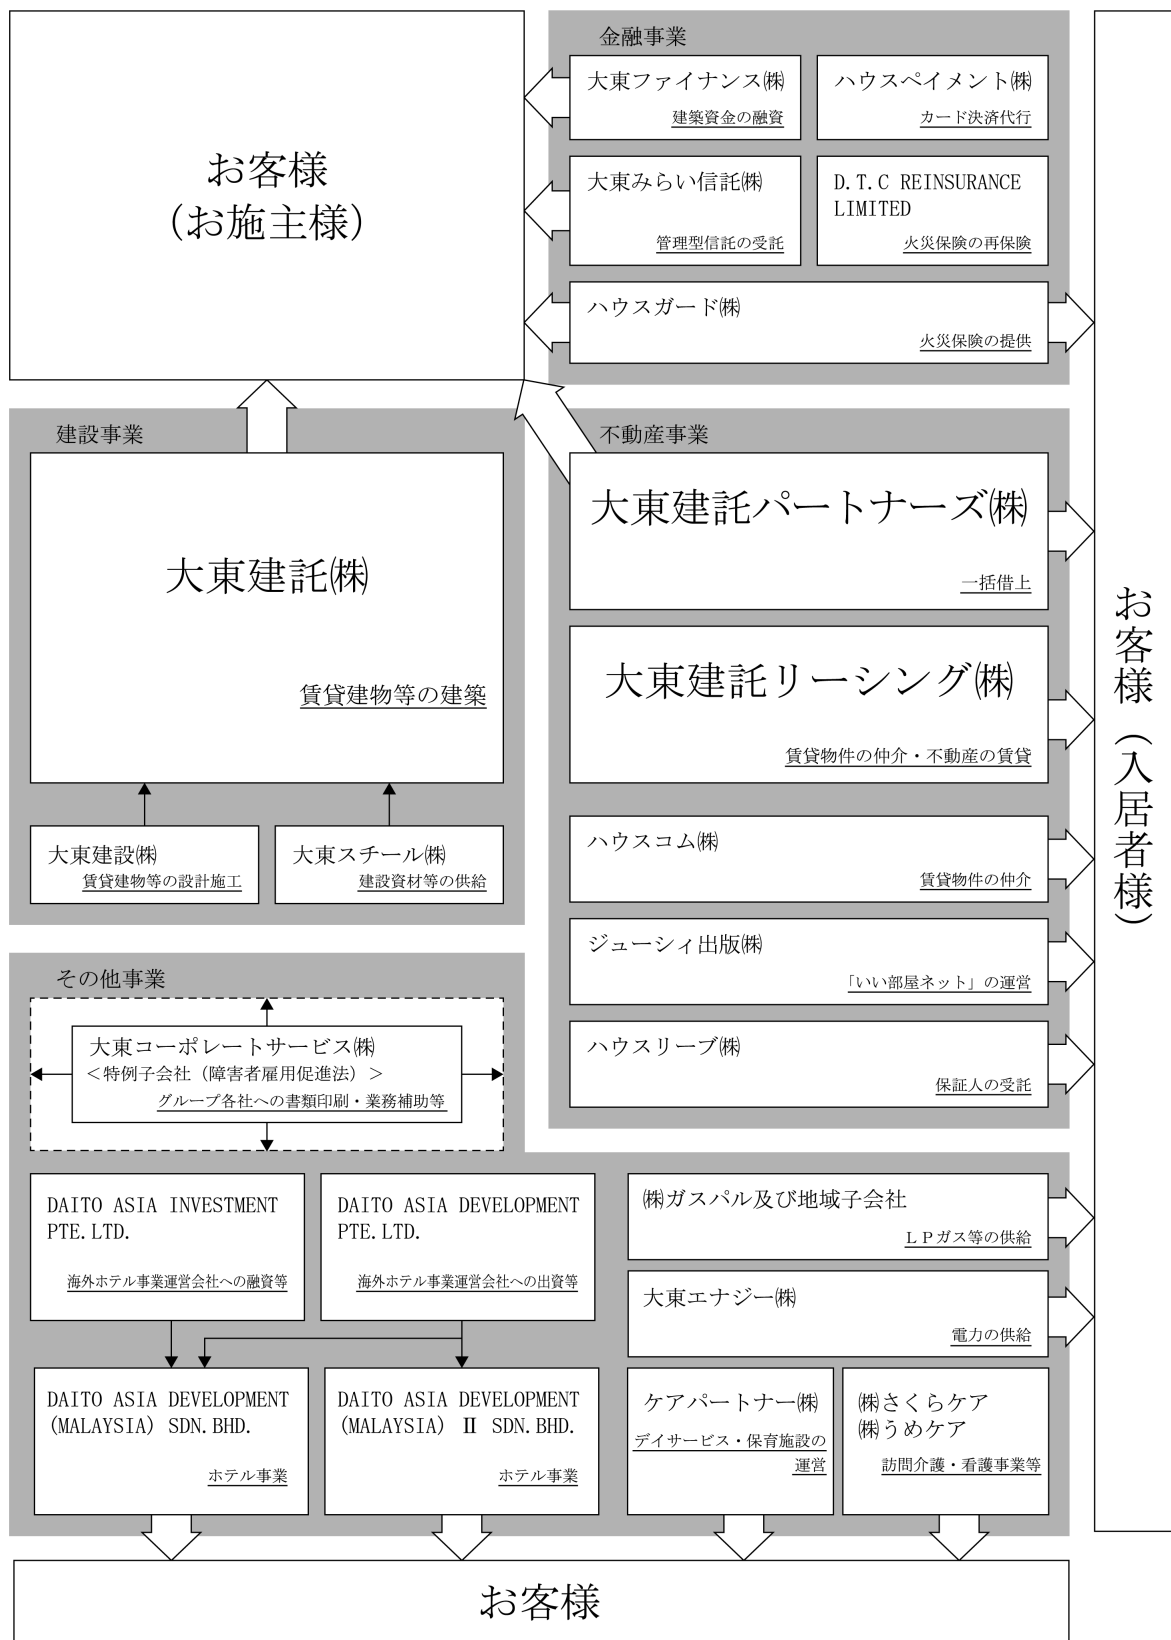 お客様
(お施主様)
金融事業
大東ファイナンス㈱
建築資金の融資
ハウスペイメント㈱
カード決済代行
大東みらい信託㈱
管理型信託の受託
D.T.C REINSURANCE
LIMITED
火災保険の再保険
ハウスガード㈱
火災保険の提供
建設事業
大東建託㈱
賃貸建物等の建築
大東建設㈱
賃貸建物等の設計施工
大東スチール㈱
建設資材等の供給
不動産事業
大東建託パートナーズ㈱
一括借上
大東建託リーシング㈱
賃貸物件の仲介・不動産の賃貸
ハウスコム㈱
賃貸物件の仲介
ジューシィ出版㈱
「いい部屋ネット」の運営
ハウスリーブ㈱
保証人の受託
お客様(入居者様)
その他事業
大東コーポレートサービス㈱
＜特例子会社（障害者雇用促進法）＞
グループ各社への書類印刷・業務補助等
DAITO ASIA INVESTMENT
PTE.LTD.
海外ホテル事業運営会社への融資等
DAITO ASIA DEVELOPMENT
PTE.LTD.
海外ホテル事業運営会社への出資等
㈱ガスパル及び地域子会社
ＬＰガス等の供給
大東エナジー㈱
電力の供給
DAITO ASIA DEVELOPMENT
(MALAYSIA) SDN.BHD.
ホテル事業
DAITO ASIA DEVELOPMENT
(MALAYSIA) Ⅱ SDN.BHD.
ホテル事業
ケアパートナー㈱
デイサービス・保育施設の
運営
㈱さくらケア
㈱うめケア
訪問介護・看護事業等
お客様